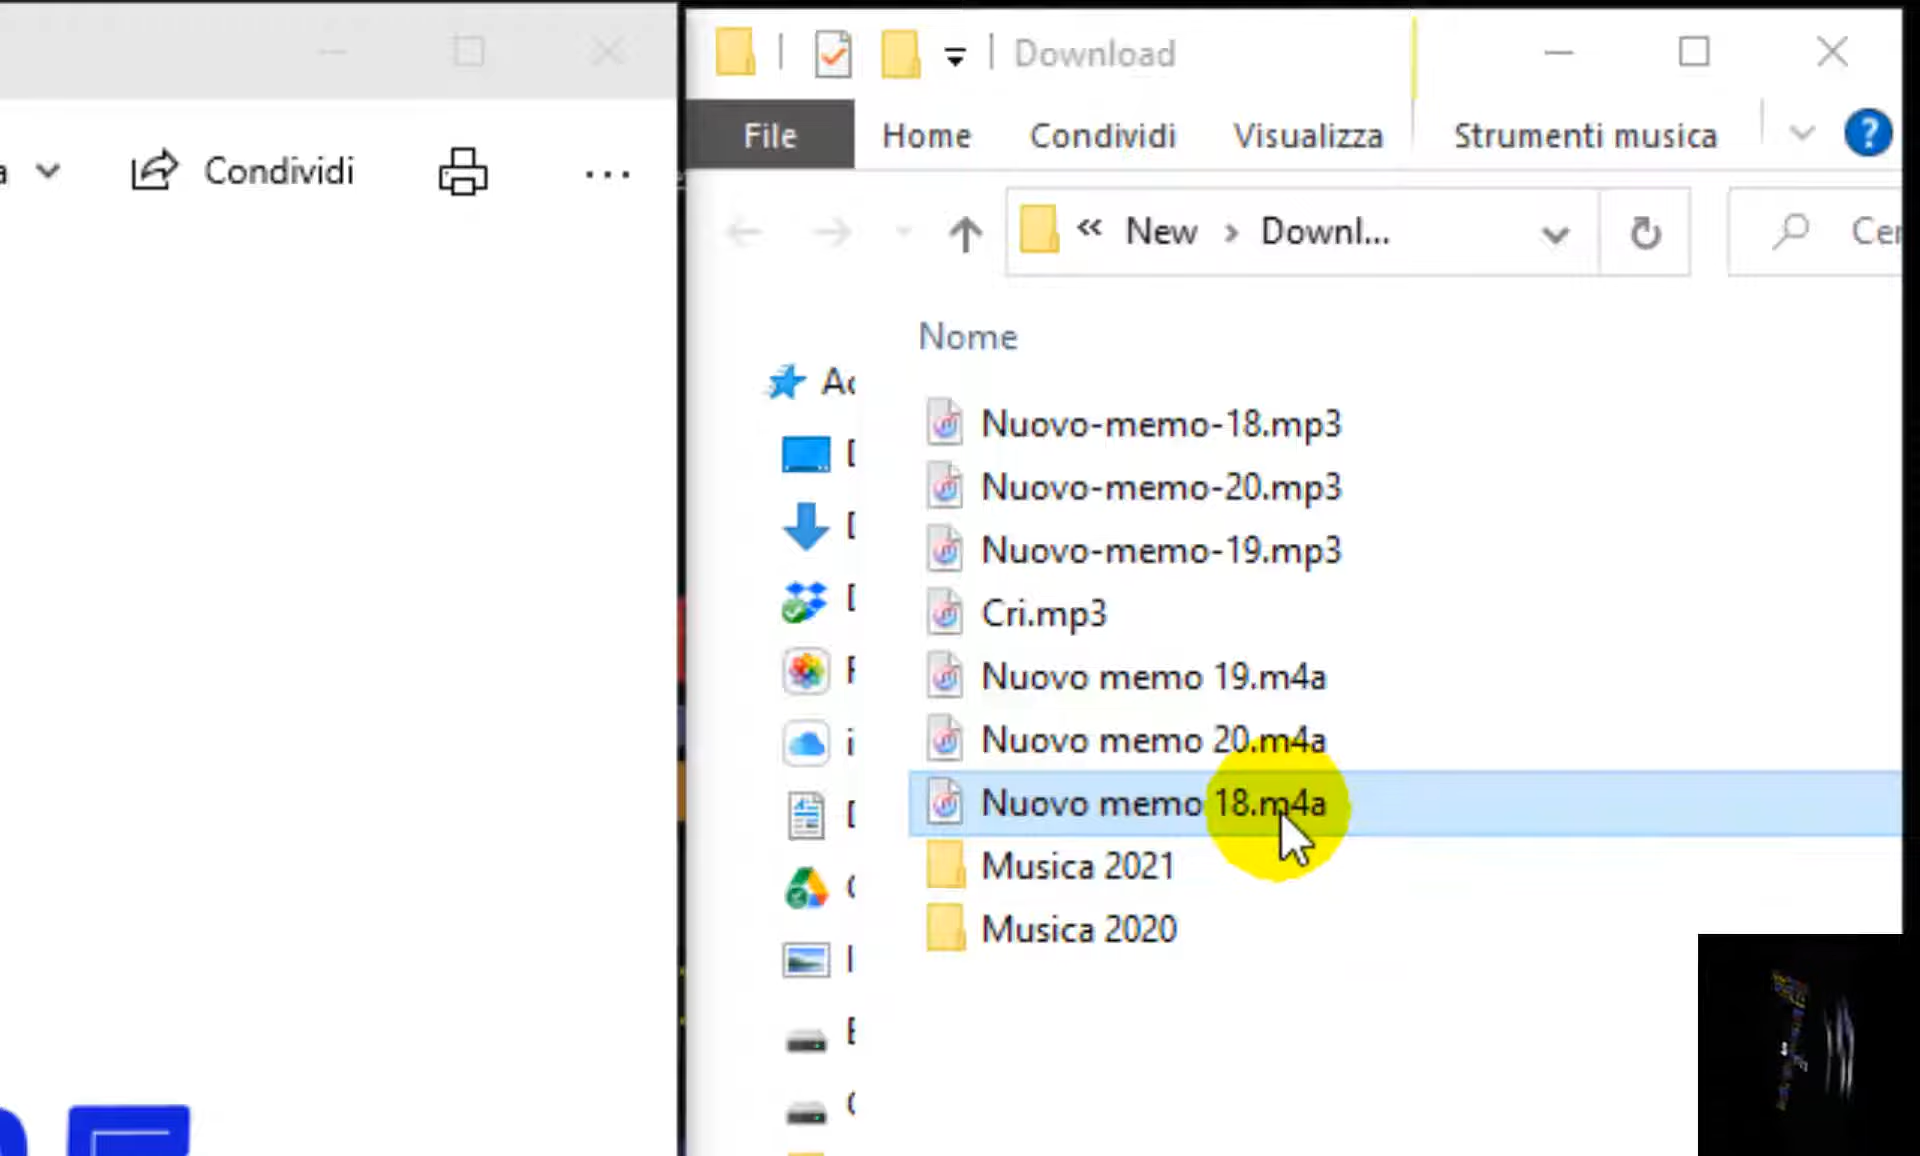 Condividi
Download
File Home Condividi Visualizza Strumenti musica
« New > Downl...
Nome
Nuovo-memo-18.mp3
Nuovo-memo-20.mp3
Nuovo-memo-19.mp3
Cri.mp3
Nuovo memo 19.m4a
Nuovo memo 20.m4a
Nuovo memo 18.m4a
Musica 2021
Musica 2020